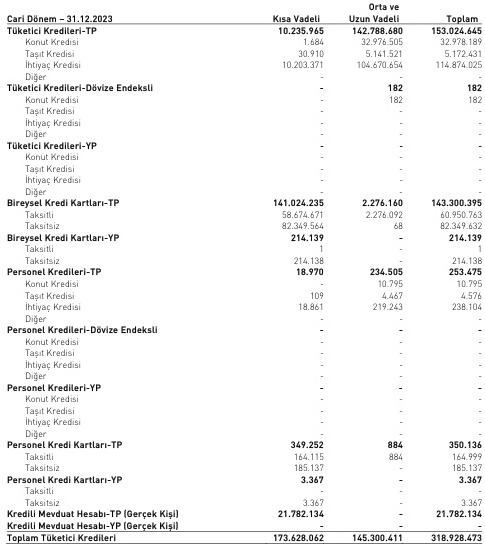 Orta ve
Cari Dönem – 31.12.2023 Kısa Vadeli Uzun Vadeli Toplam
Tüketici Kredileri-TP 10.235.965 142.788.680 153.024.645
Konut Kredisi 1.684 32.976.505 32.978.189
Taşıt Kredisi 30.910 5.141.521 5.172.431
İhtiyaç Kredisi 10.203.371 104.670.654 114.874.025
Diğer - - -
Tüketici Kredileri-Dövize Endeksli - 182 182
Konut Kredisi - 182 182
Taşıt Kredisi - - -
İhtiyaç Kredisi - - -
Diğer - - -
Tüketici Kredileri-YP - - -
Konut Kredisi - - -
Taşıt Kredisi - - -
İhtiyaç Kredisi - - -
Diğer - - -
Bireysel Kredi Kartları-TP 141.024.235 2.276.160 143.300.395
Taksitli 58.674.671 2.276.092 60.950.763
Taksitsiz 82.349.564 68 82.349.632
Bireysel Kredi Kartları-YP 214.139 - 214.139
Taksitli 1 - 1
Taksitsiz 214.138 - 214.138
Personel Kredileri-TP 18.970 234.505 253.475
Konut Kredisi - 10.795 10.795
Taşıt Kredisi 109 4.467 4.576
İhtiyaç Kredisi 18.861 219.243 238.104
Diğer - - -
Personel Kredileri-Dövize Endeksli - - -
Konut Kredisi - - -
Taşıt Kredisi - - -
İhtiyaç Kredisi - - -
Diğer - - -
Personel Kredileri-YP - - -
Konut Kredisi - - -
Taşıt Kredisi - - -
İhtiyaç Kredisi - - -
Diğer - - -
Personel Kredi Kartları-TP 349.252 884 350.136
Taksitli 164.115 884 164.999
Taksitsiz 185.137 - 185.137
Personel Kredi Kartları-YP 3.367 - 3.367
Taksitli - - -
Taksitsiz 3.367 - 3.367
Kredili Mevduat Hesabı-TP (Gerçek Kişi) 21.782.134 - 21.782.134
Kredili Mevduat Hesabı-YP (Gerçek Kişi) - - -
Toplam Tüketici Kredileri 173.628.062 145.300.411 318.928.473